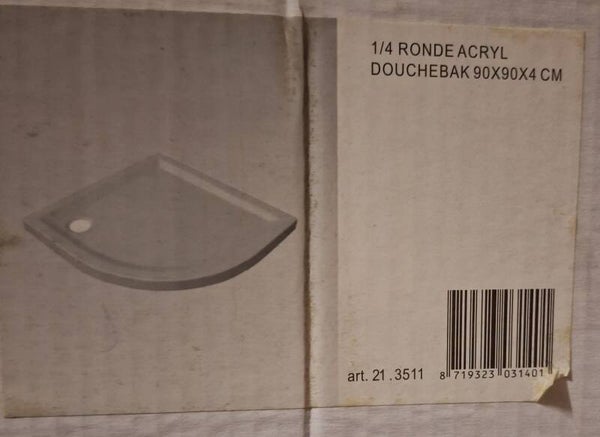 1/4 RONDE ACRYL
DOUCHEBAK 90X90X4 CM
art. 21.3511
8 719323 031401